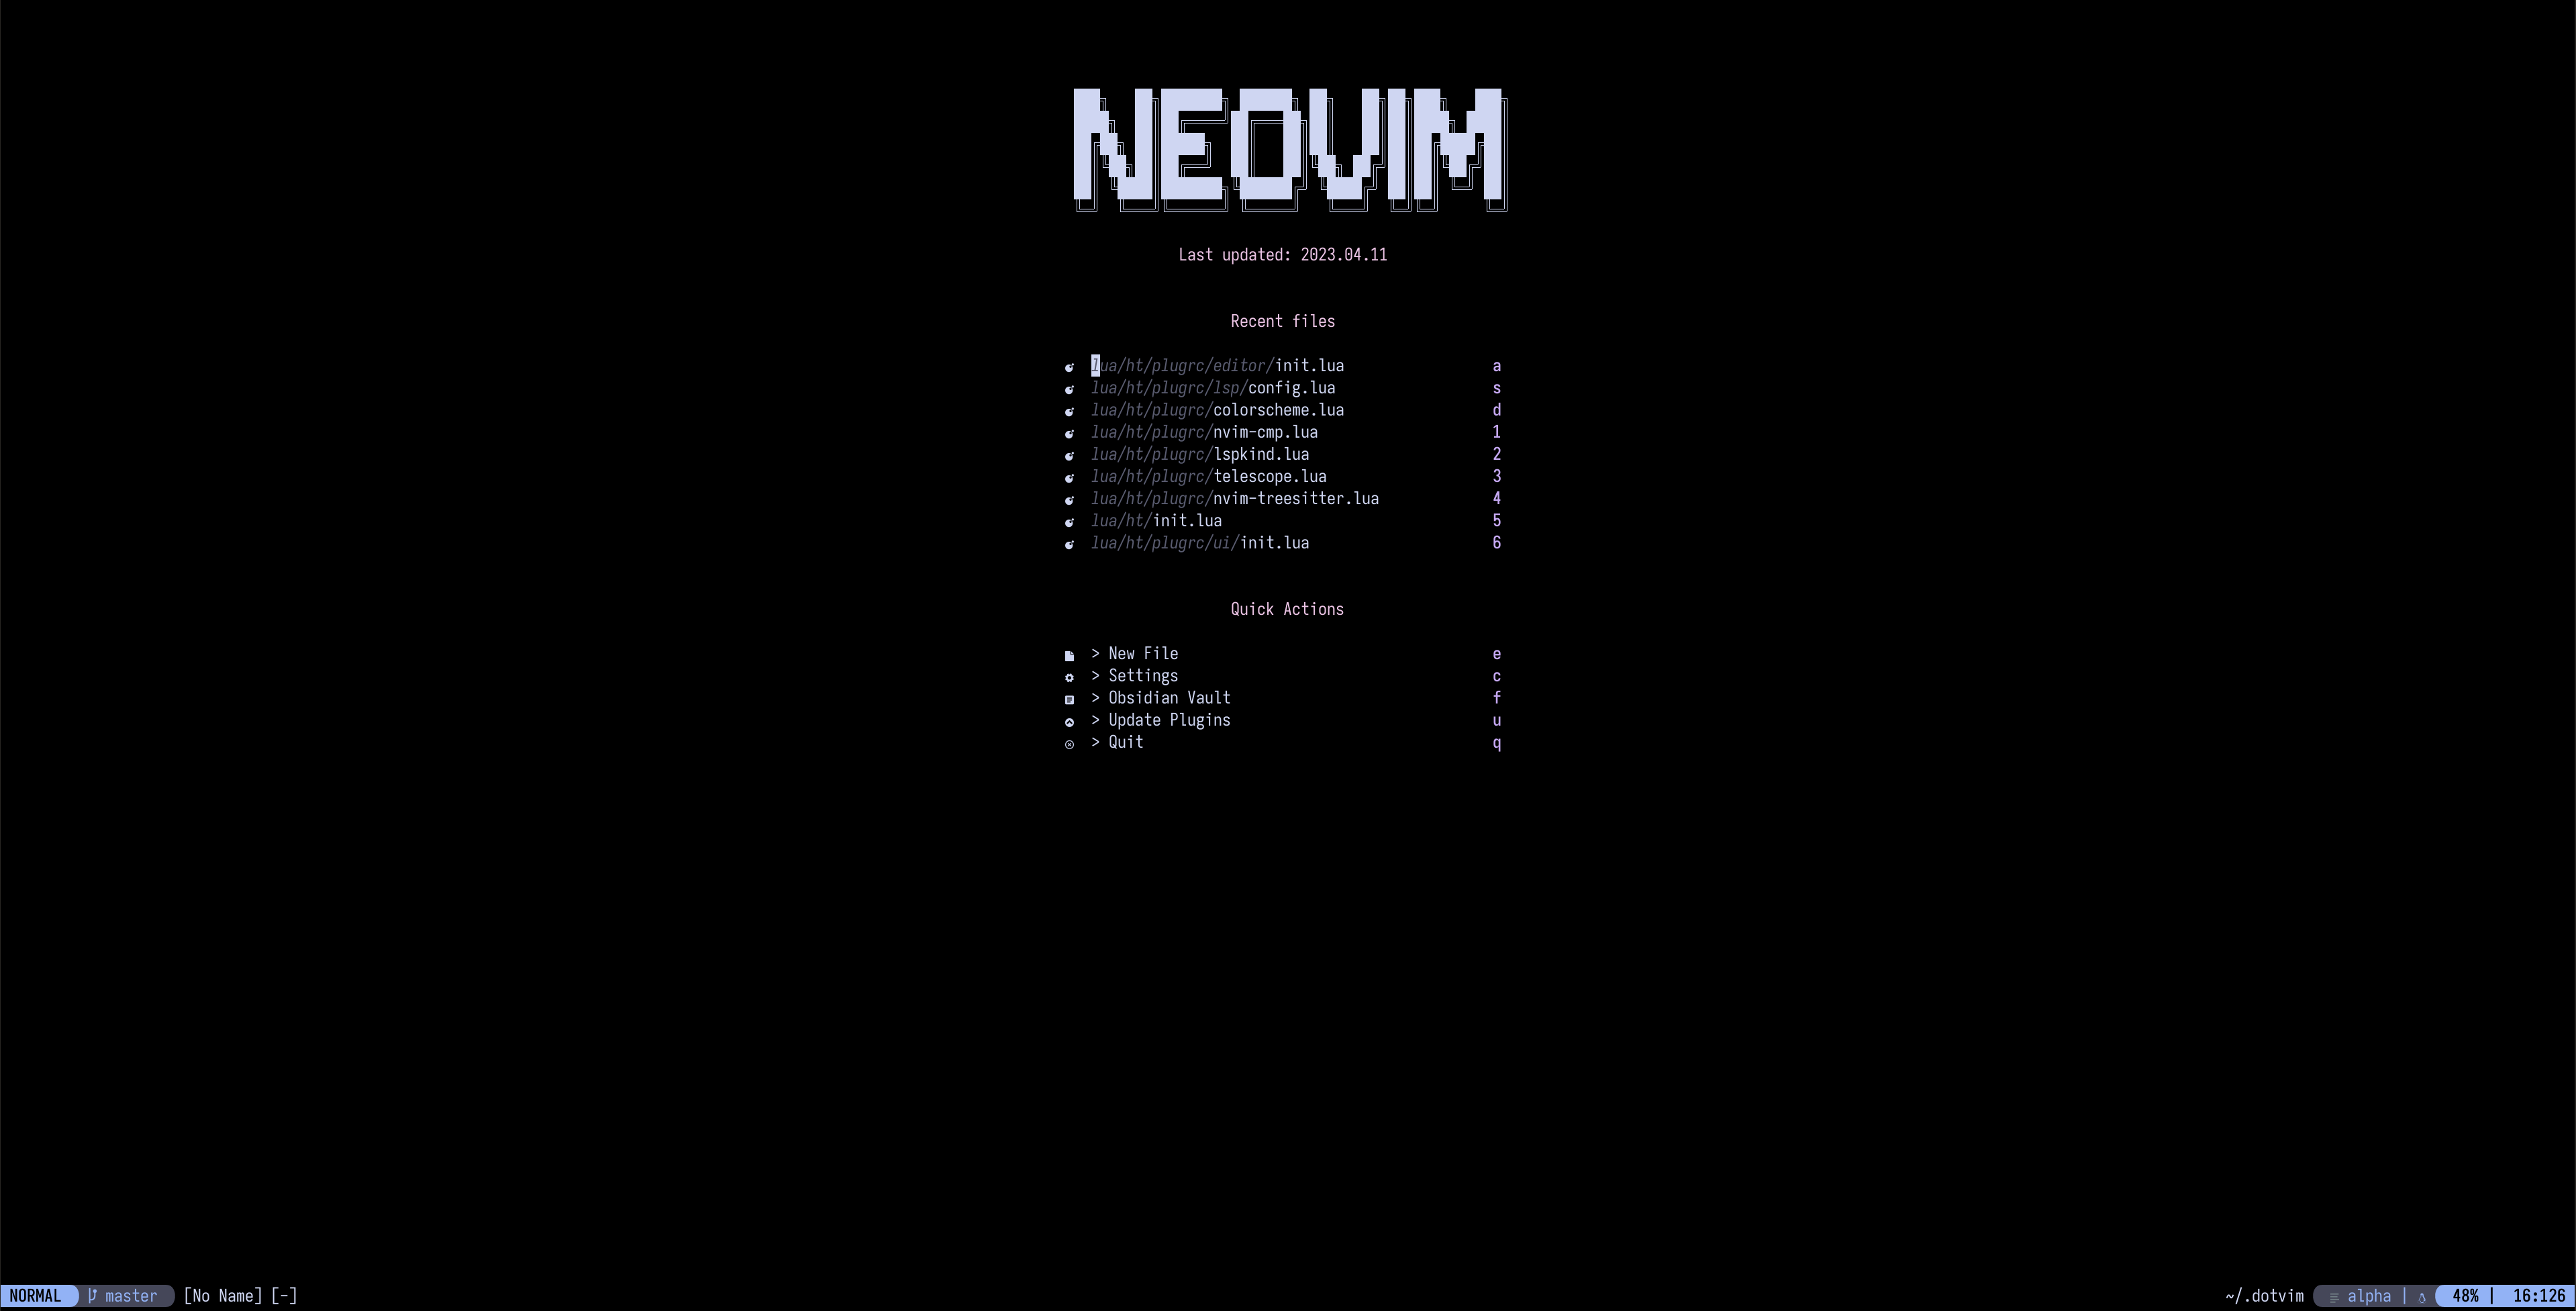 NEOVIM
Last updated: 2023.04.11
Recent files
lua/ht/plugrc/editor/init.lua a
lua/ht/plugrc/lsp/config.lua s
lua/ht/plugrc/colorscheme.lua d
lua/ht/plugrc/nvim-cmp.lua 1
lua/ht/plugrc/lspkind.lua 2
lua/ht/plugrc/telescope.lua 3
lua/ht/plugrc/nvim-treesitter.lua 4
lua/ht/init.lua 5
lua/ht/plugrc/ui/init.lua 6
Quick Actions
> New File e
> Settings c
> Obsidian Vault f
> Update Plugins u
> Quit q
NORMAL master [No Name] [-] ~/.dotvim alpha | 48% | 16:126